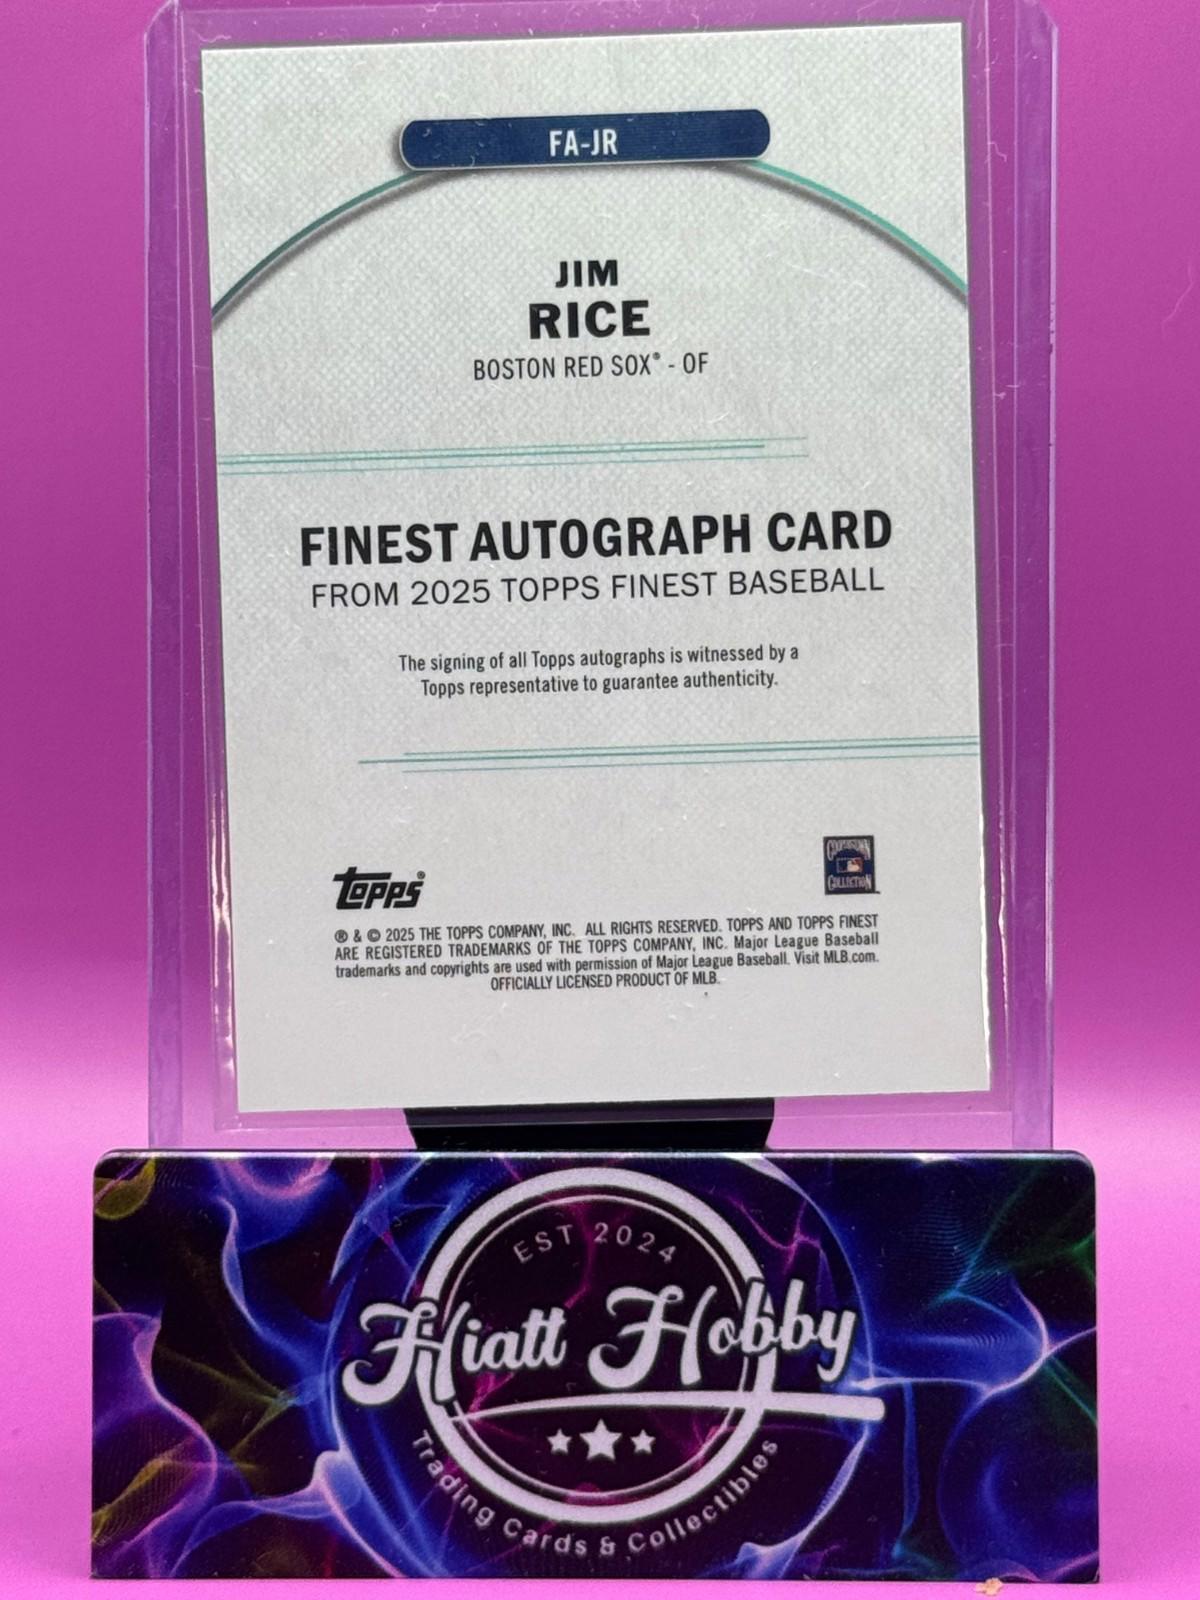 FA-JR
JIM
RICE
BOSTON RED SOX® - OF
FINEST AUTOGRAPH CARD
FROM 2025 TOPPS FINEST BASEBALL
The signing of all Topps autographs is witnessed by a
Topps representative to guarantee authenticity.
COOPERSTOWN
COLLECTION
Topps®
® & © 2025 THE TOPPS COMPANY, INC. ALL RIGHTS RESERVED. TOPPS AND TOPPS FINEST
ARE REGISTERED TRADEMARKS OF THE TOPPS COMPANY, INC. Major League Baseball
trademarks and copyrights are used with permission of Major League Baseball. Visit MLB.com.
OFFICIALLY LICENSED PRODUCT OF MLB.
EST 2024
Hiatt Hobby
Trading Cards & Collectibles